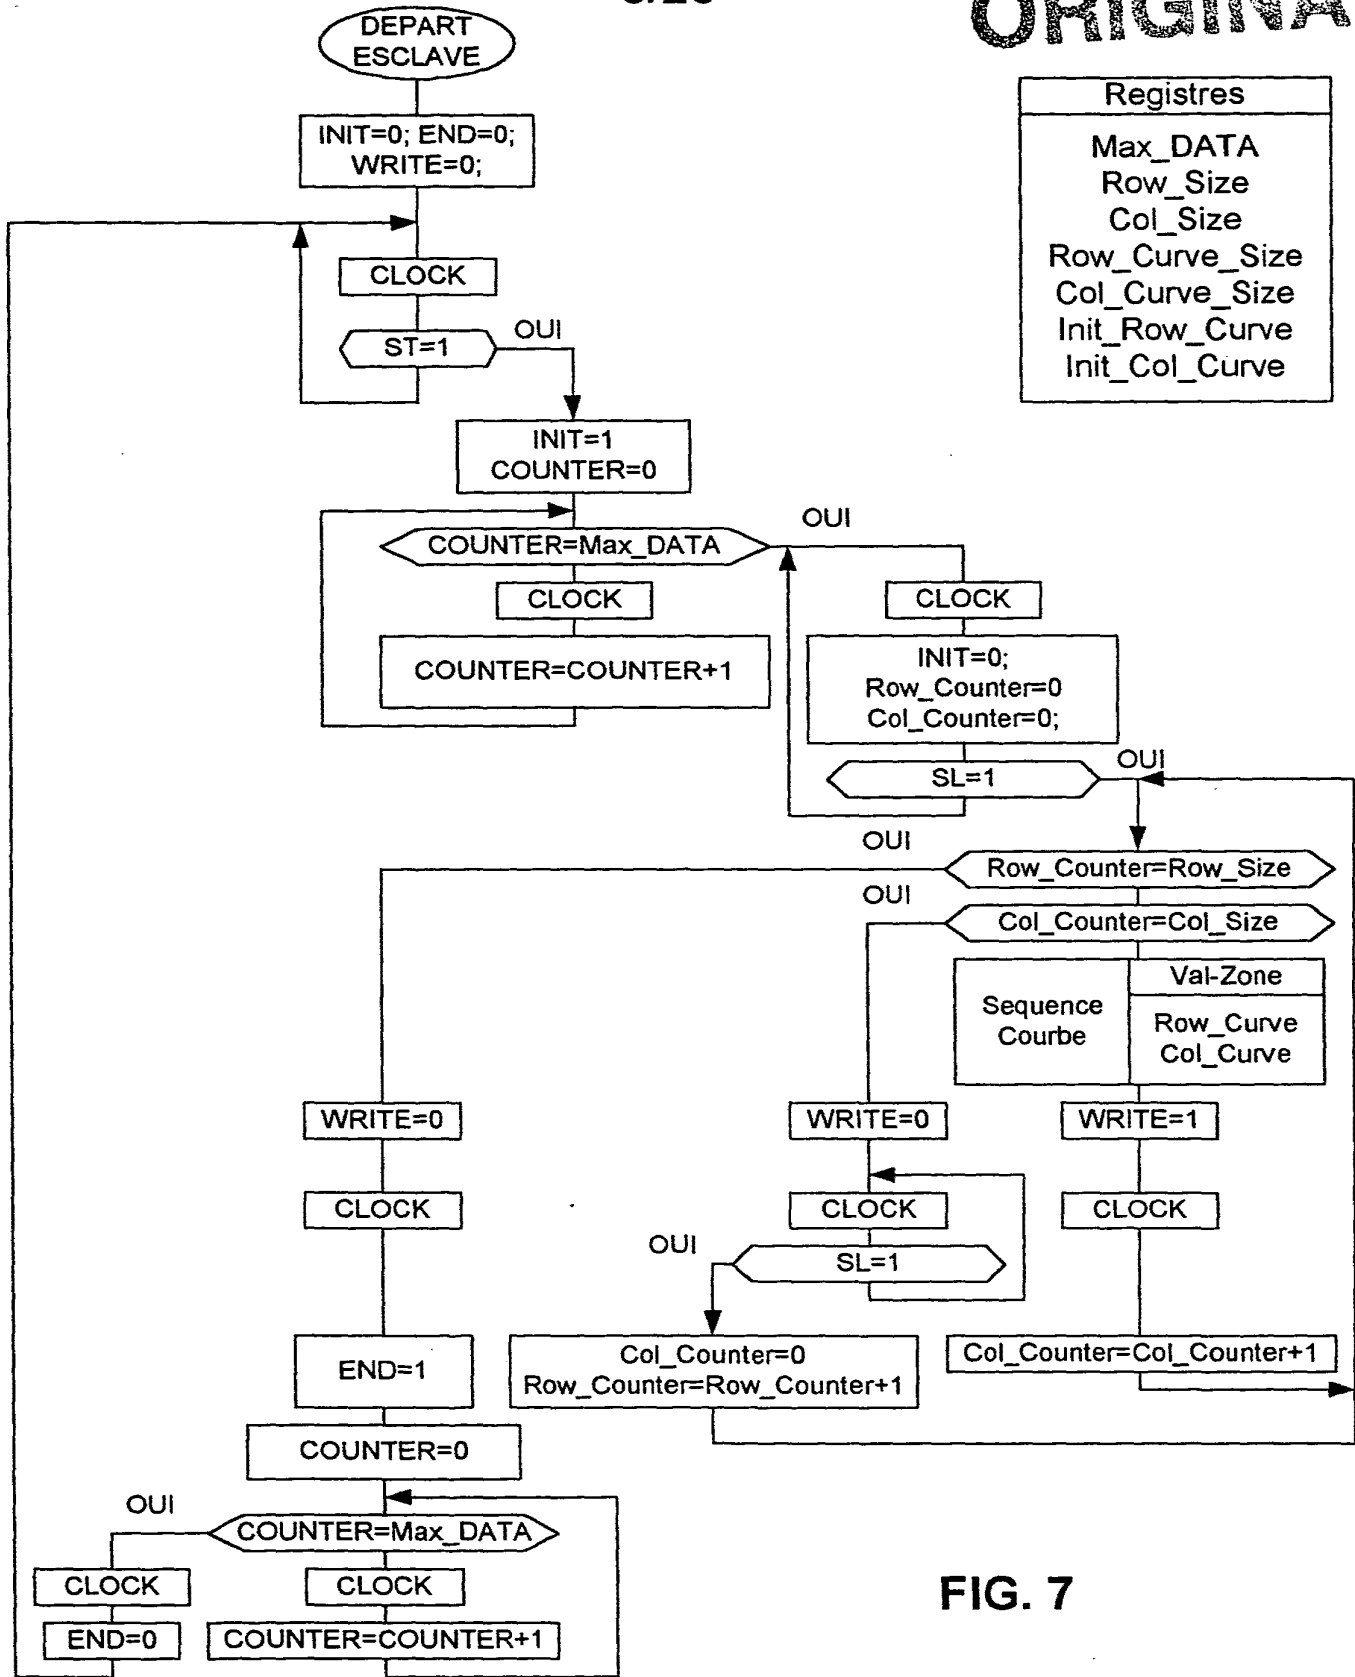 ORIGINA
DEPART
ESCLAVE
INIT=0; END=0;
WRITE=0;
Registres
Max_DATA
Row_Size
Col_Size
Row_Curve_Size
Col_Curve_Size
Init_Row_Curve
Init_Col_Curve
CLOCK
ST=1
OUI
INIT=1
COUNTER=0
COUNTER=Max_DATA
OUI
CLOCK
COUNTER=COUNTER+1
CLOCK
INIT=0;
Row_Counter=0
Col_Counter=0;
SL=1
OUI
OUI
Row_Counter=Row_Size
OUI
Col_Counter=Col_Size
Sequence
Courbe
Val-Zone
Row_Curve
Col_Curve
WRITE=0
WRITE=0
WRITE=1
CLOCK
CLOCK
CLOCK
OUI
SL=1
END=1
Col_Counter=0
Row_Counter=Row_Counter+1
Col_Counter=Col_Counter+1
COUNTER=0
OUI
COUNTER=Max_DATA
CLOCK
CLOCK
END=0
COUNTER=COUNTER+1
FIG. 7